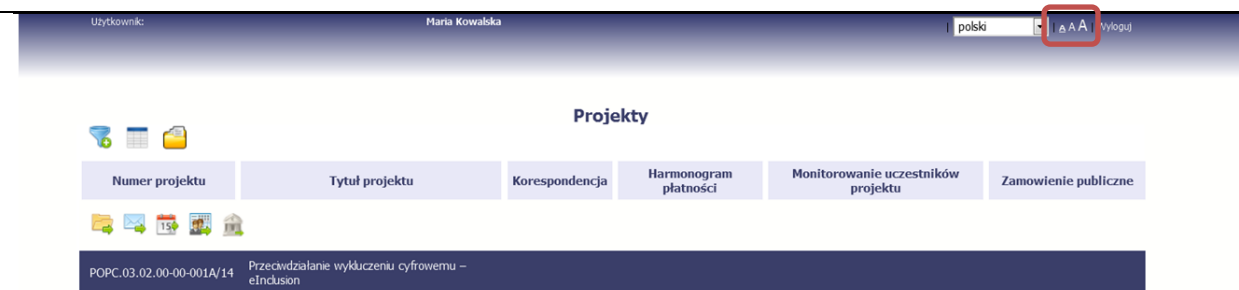 Użytkownik: Maria Kowalska | polski | A A A | Wyloguj
Projekty
Numer projektu Tytuł projektu Korespondencja Harmonogram płatności Monitorowanie uczestników projektu Zamowienie publiczne
15
POPC.03.02.00-00-001A/14 Przeciwdziałanie wykluczeniu cyfrowemu –
eInclusion